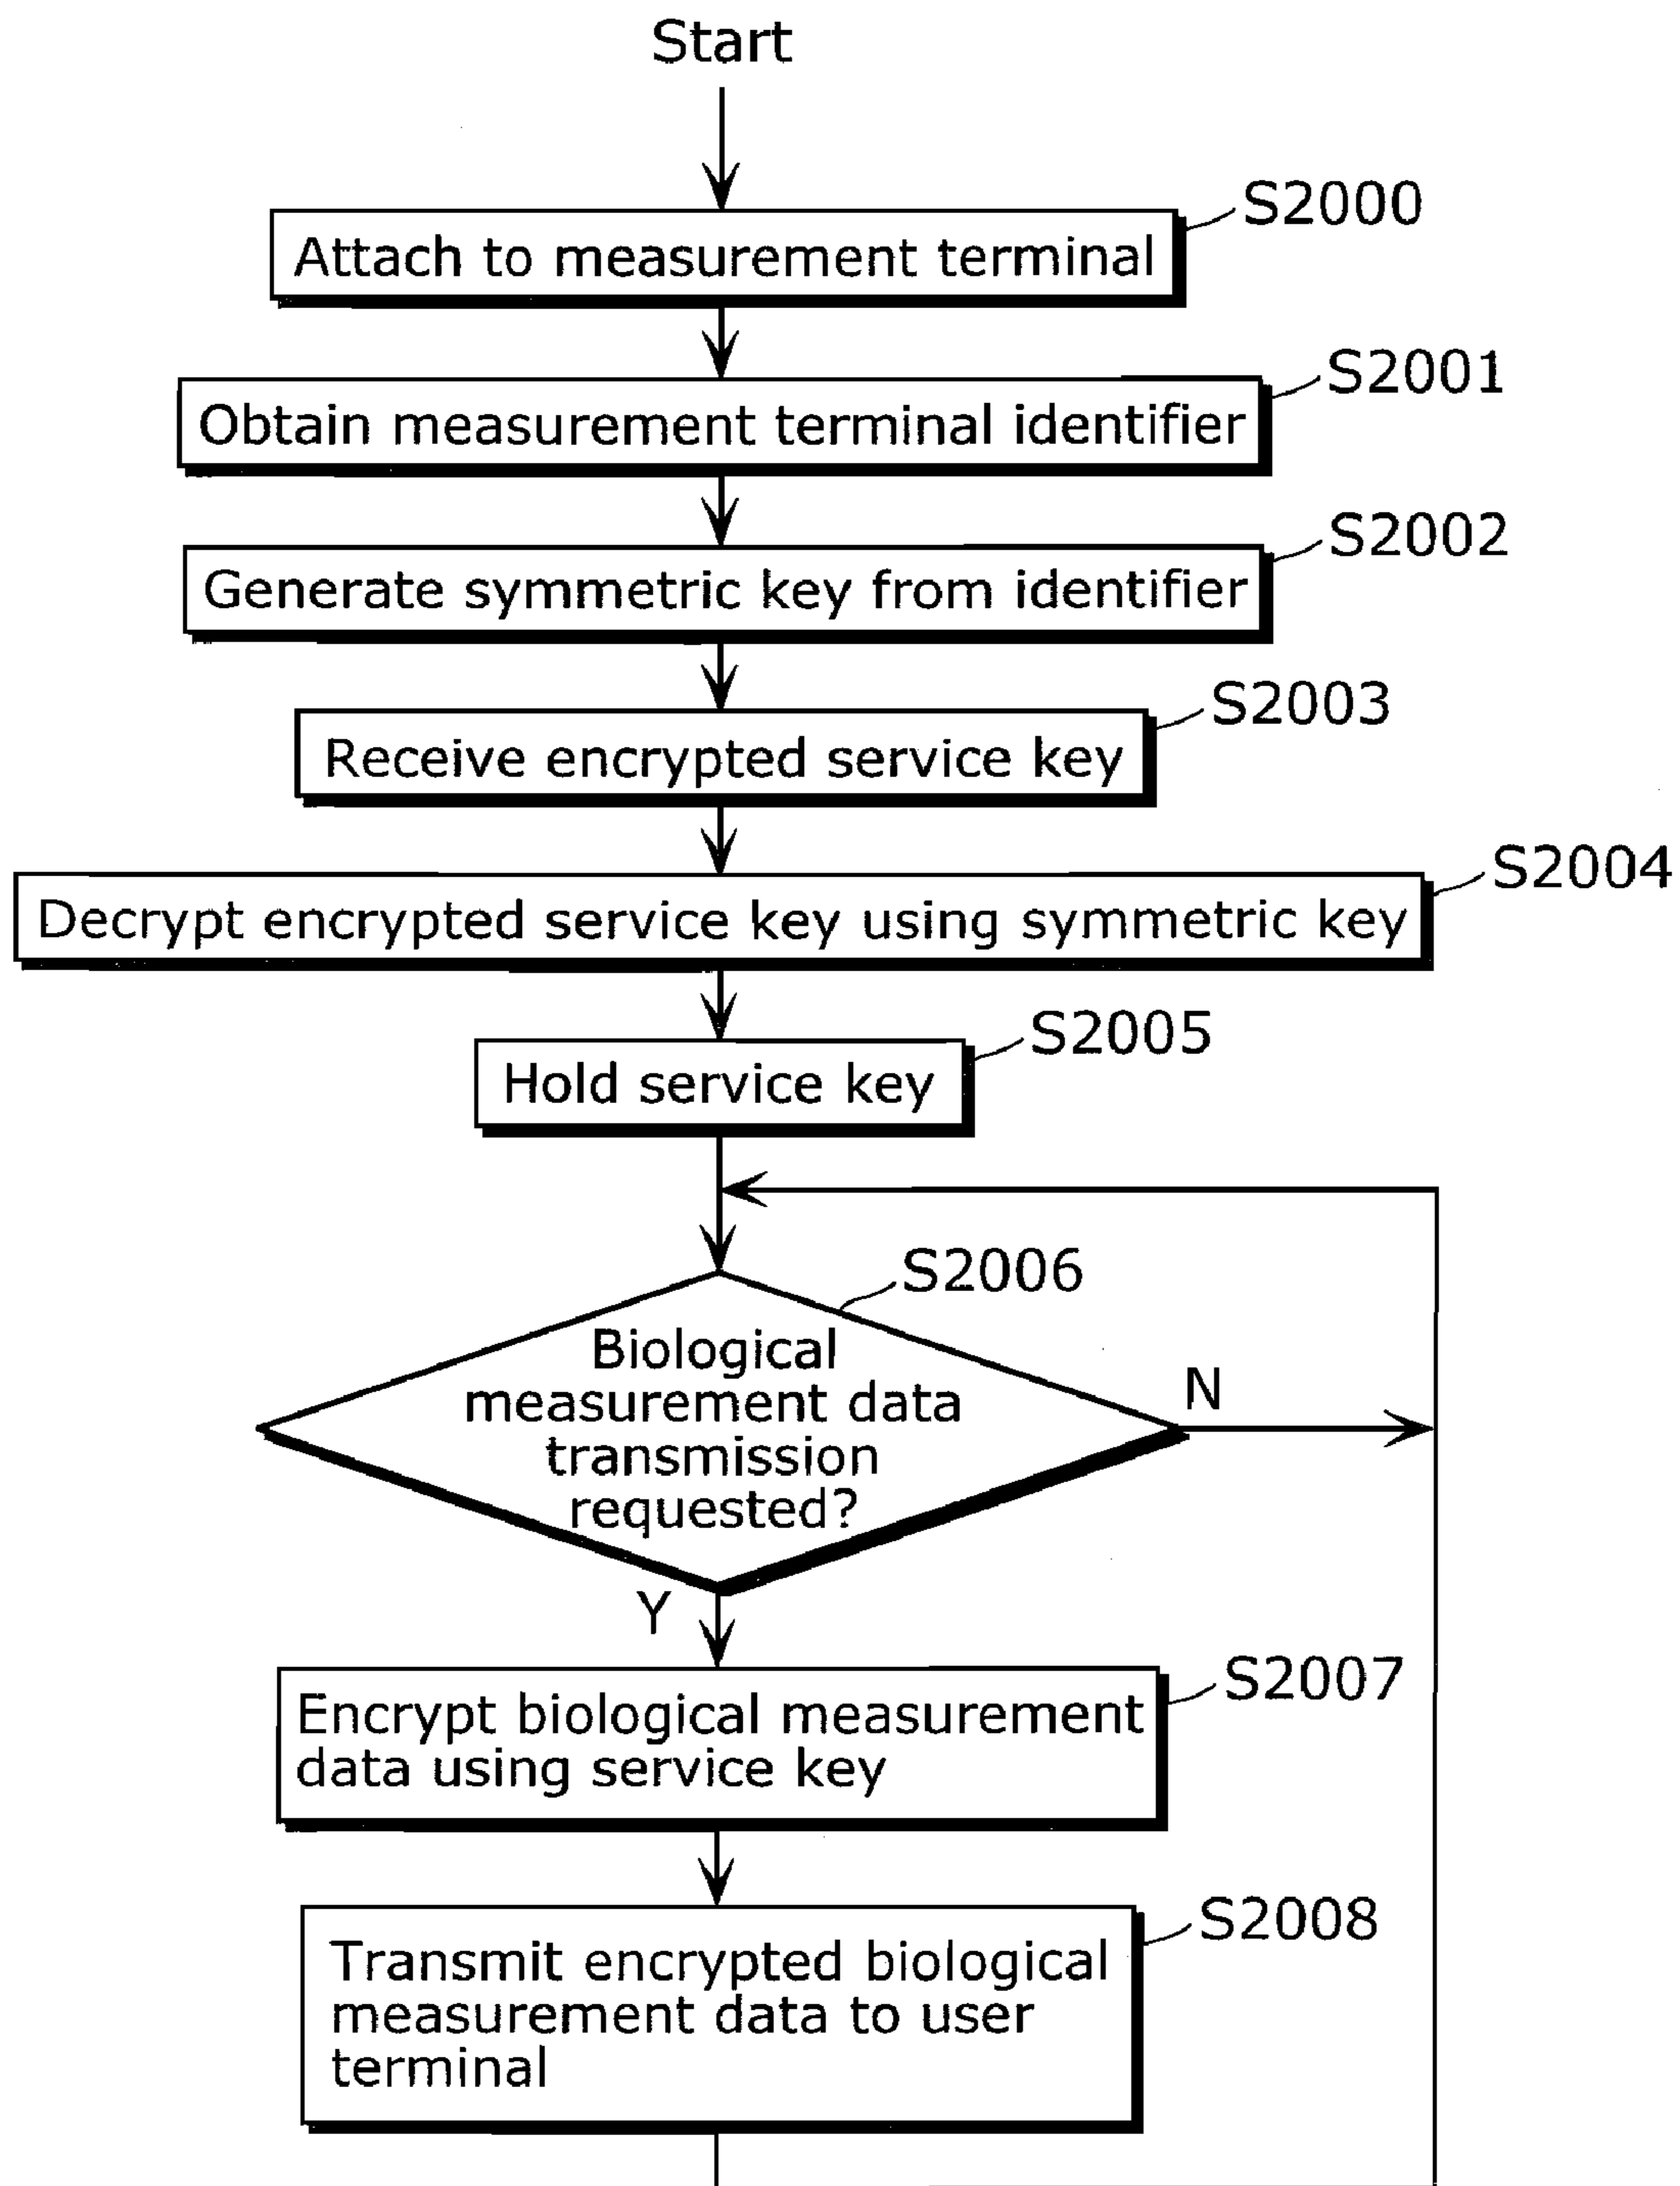 Start
S2000
Attach to measurement terminal
S2001
Obtain measurement terminal identifier
S2002
Generate symmetric key from identifier
S2003
Receive encrypted service key
S2004
Decrypt encrypted service key using symmetric key
S2005
Hold service key
S2006
Biological
measurement data
transmission
requested?
N
Y
S2007
Encrypt biological measurement
data using service key
S2008
Transmit encrypted biological
measurement data to user
terminal